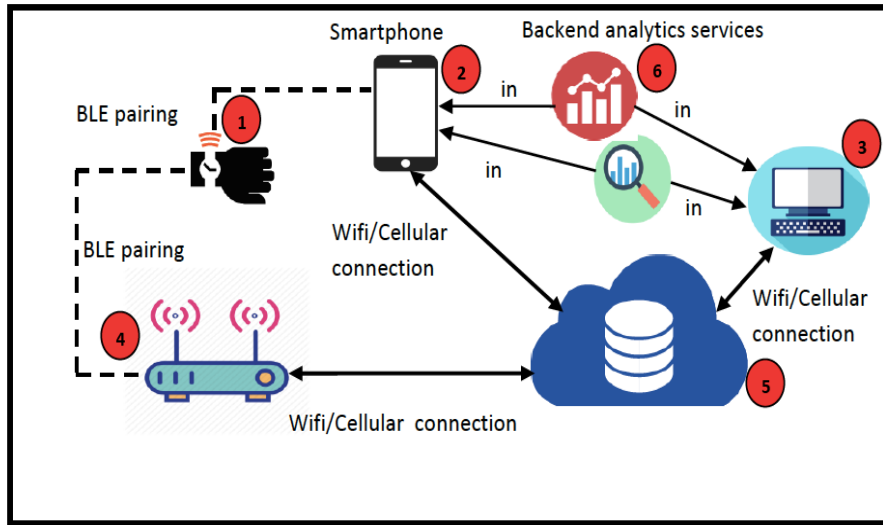 Smartphone
Backend analytics services
2
6
in
in
BLE pairing
1
3
in
in
Wifi/Cellular
connection
BLE pairing
Wifi/Cellular
connection
4
5
Wifi/Cellular connection